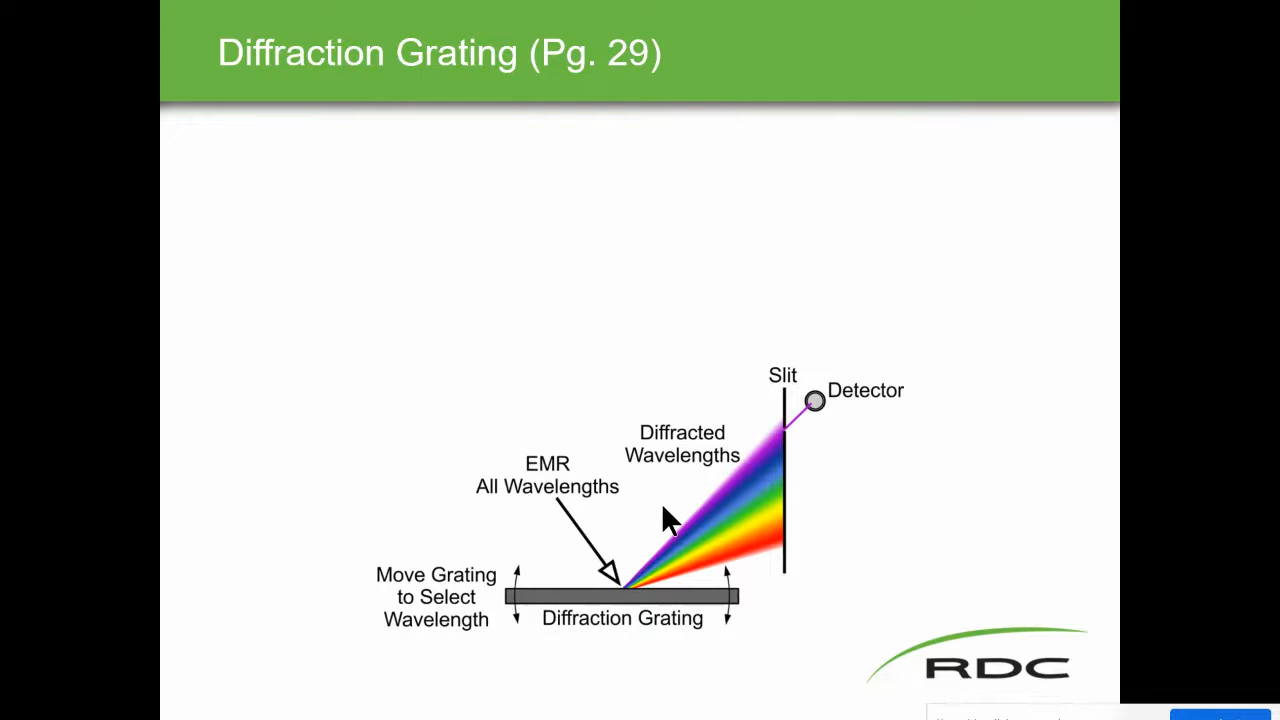 Diffraction Grating (Pg. 29)
Slit
Detector
Diffracted
Wavelengths
EMR
All Wavelengths
Move Grating
to Select
Wavelength
Diffraction Grating
RDC